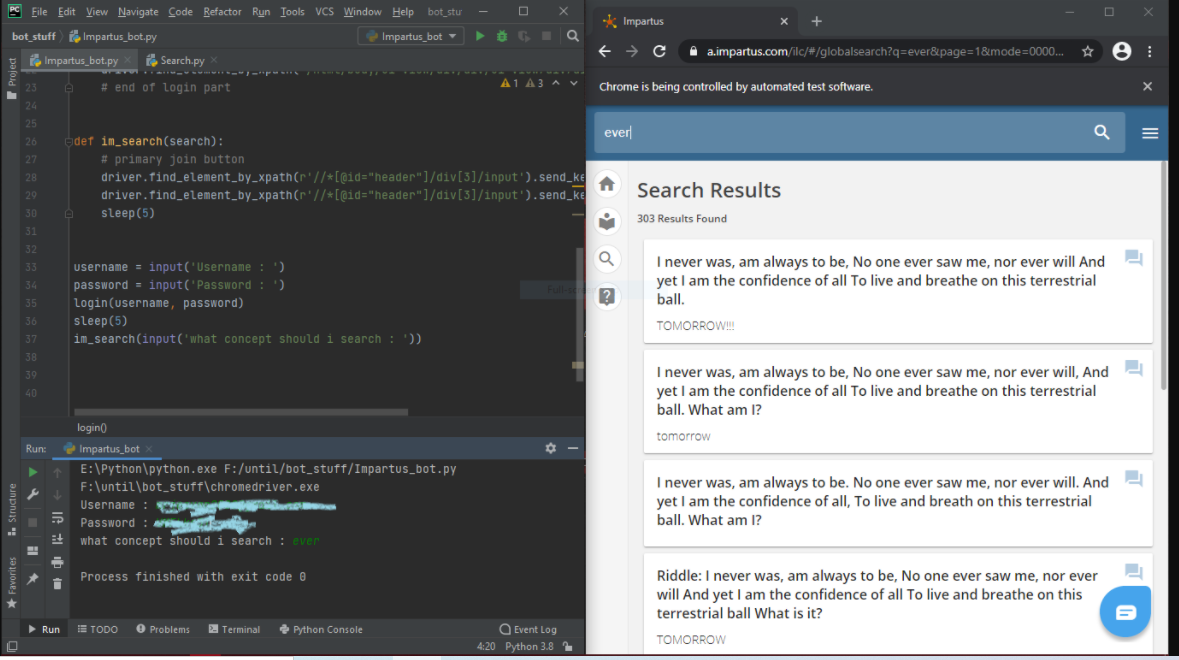 PC File Edit View Navigate Code Refactor Run Tools VCS Window Help bot_stu
bot_stuff Impartus_bot.py Impartus_bot
Impartus_bot.py Search.py
Project
23 # end of login part
1 3
24
25
26 def im_search(search):
27 # primary join button
28 driver.find_element_by_xpath(r'//*[@id="header"]/div[3]/input').send_ke
29 driver.find_element_by_xpath(r'//*[@id="header"]/div[3]/input').send_ke
30 sleep(5)
31
32
33 username = input('Username : ')
34 password = input('Password : ')
35 login(username, password)
36 sleep(5)
37 im_search(input('what concept should i search : '))
38
39
40
login()
Run: Impartus_bot
E:\Python\python.exe F:/until/bot_stuff/Impartus_bot.py
F:\until\bot_stuff\chromedriver.exe
Username :
Password :
what concept should i search : ever
Process finished with exit code 0
Structure
Favorites
Run TODO Problems Terminal Python Console Event Log
4:20 Python 3.8
Impartus
a.impartus.com/ilc/#/globalsearch?q=ever&page=1&mode=0000...
Chrome is being controlled by automated test software.
ever
Search Results
303 Results Found
I never was, am always to be, No one ever saw me, nor ever will And
yet I am the confidence of all To live and breathe on this terrestrial
ball.
TOMORROW!!!
I never was, am always to be, No one ever saw me, nor ever will, And
yet I am the confidence of all To live and breathe on this terrestrial
ball. What am I?
tomorrow
I never was, am always to be. No one ever saw me, nor ever will. And
yet I am the confidence of all, To live and breath on this terrestrial
ball. What am I?
Riddle: I never was, am always to be, No one ever saw me, nor ever
will And yet I am the confidence of all To live and breathe on this
terrestrial ball What is it?
TOMORROW